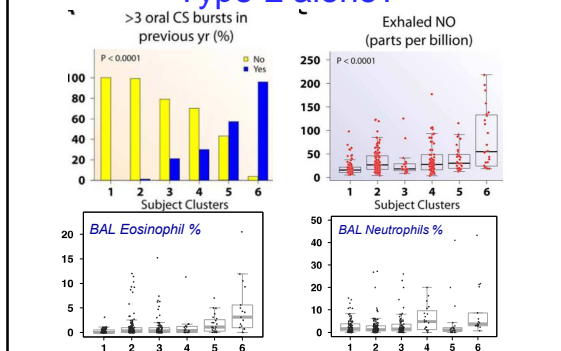 Type-2 alone?
>3 oral CS bursts in
previous yr (%)
P < 0.0001
No
Yes
100
80
60
40
20
0
1 2 3 4 5 6
Subject Clusters
Exhaled NO
(parts per billion)
P < 0.0001
250
200
150
100
50
0
1 2 3 4 5 6
Subject Clusters
BAL Eosinophil %
20
15
10
5
0
1 2 3 4 5 6
BAL Neutrophils %
50
40
30
20
10
0
1 2 3 4 5 6